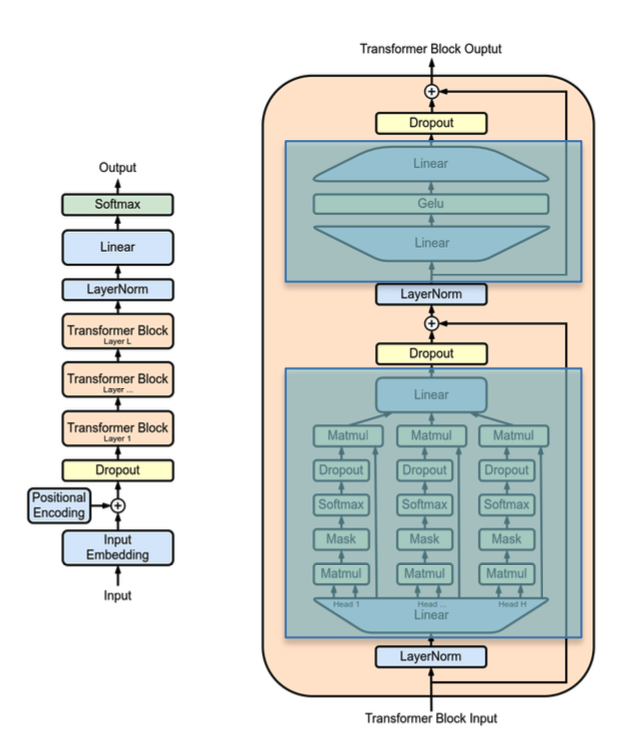 Output
Softmax
Linear
LayerNorm
Transformer Block
Layer L
Transformer Block
Layer ...
Transformer Block
Layer 1
Dropout
Positional
Encoding
+
Input
Embedding
Input
Transformer Block Ouptut
+
Dropout
Linear
Gelu
Linear
LayerNorm
+
Dropout
Linear
Matmul Matmul Matmul
Dropout Dropout Dropout
Softmax Softmax Softmax
Mask Mask Mask
Matmul Matmul Matmul
Head 1 Head ... Head H
Linear
LayerNorm
Transformer Block Input